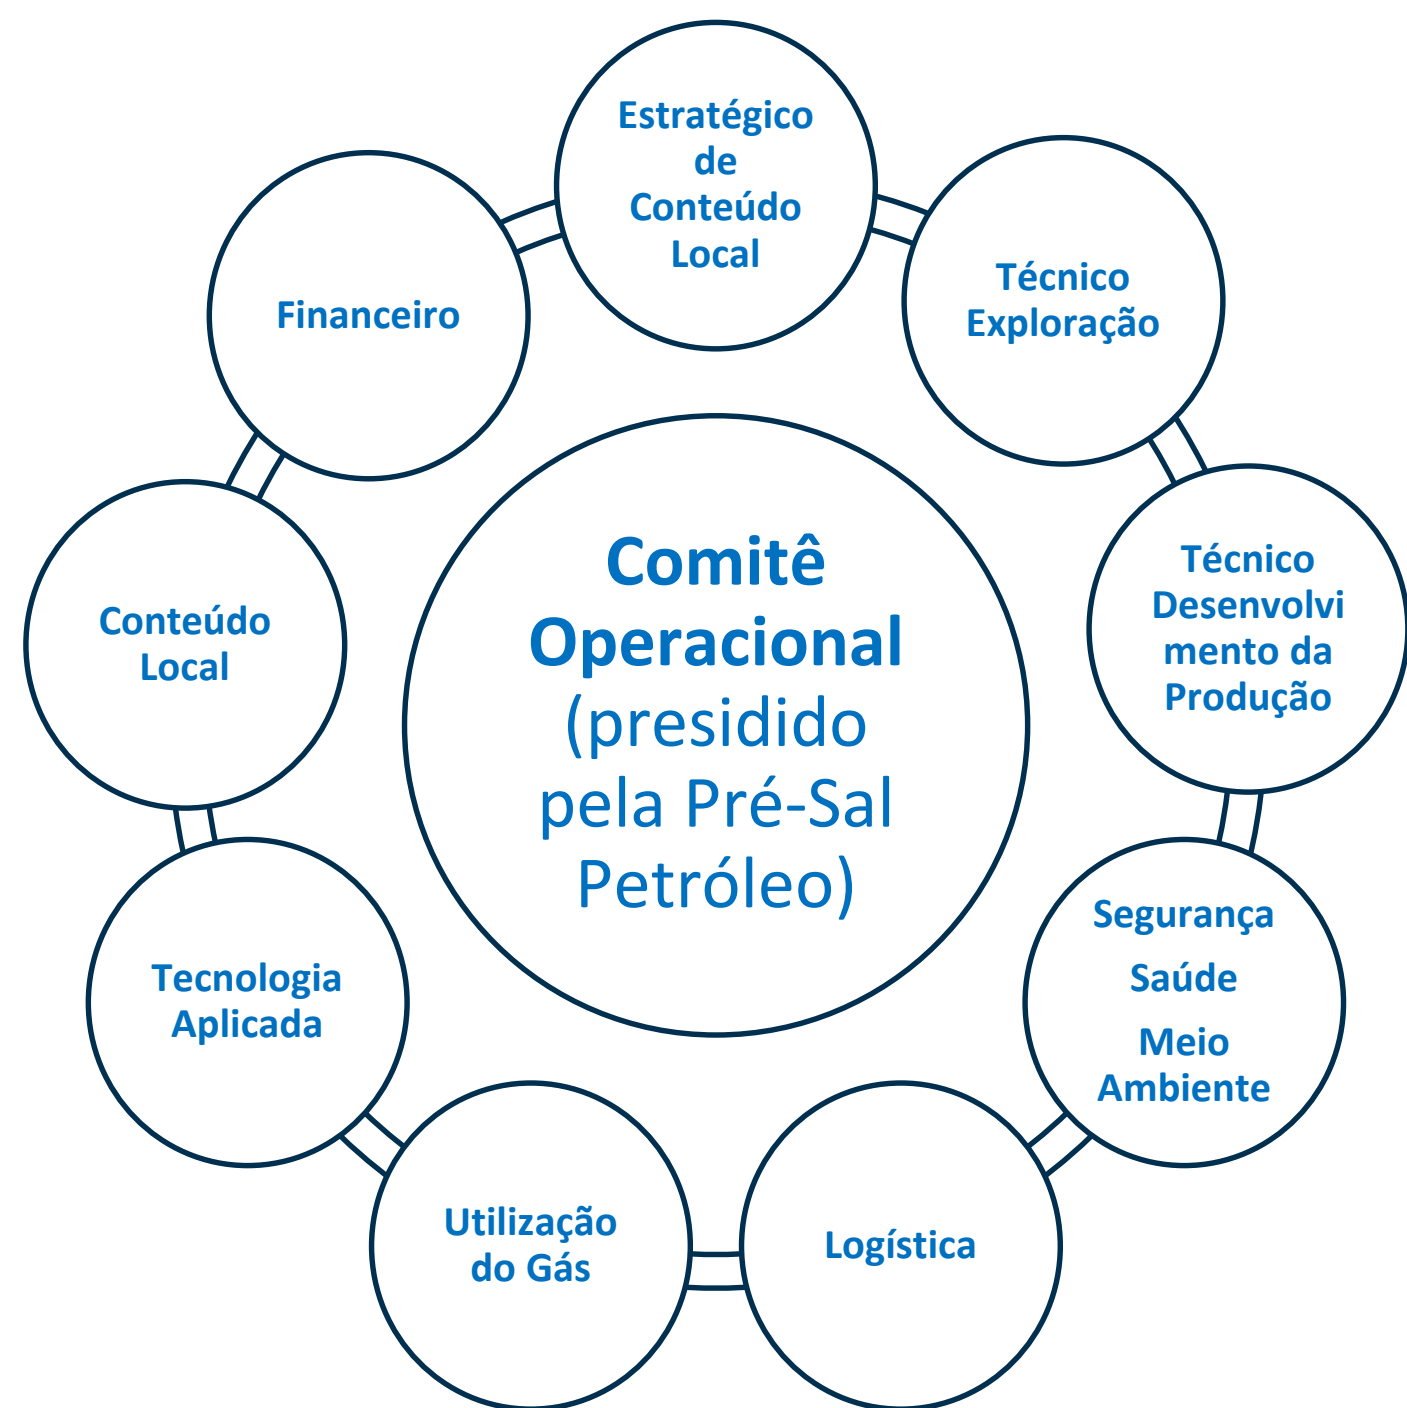 Estratégico
de
Conteúdo
Local
Técnico
Exploração
Técnico
Desenvolvi
mento da
Produção
Segurança
Saúde
Meio
Ambiente
Logística
Utilização
do Gás
Tecnologia
Aplicada
Conteúdo
Local
Financeiro
Comitê
Operacional
(presidido
pela Pré-Sal
Petróleo)